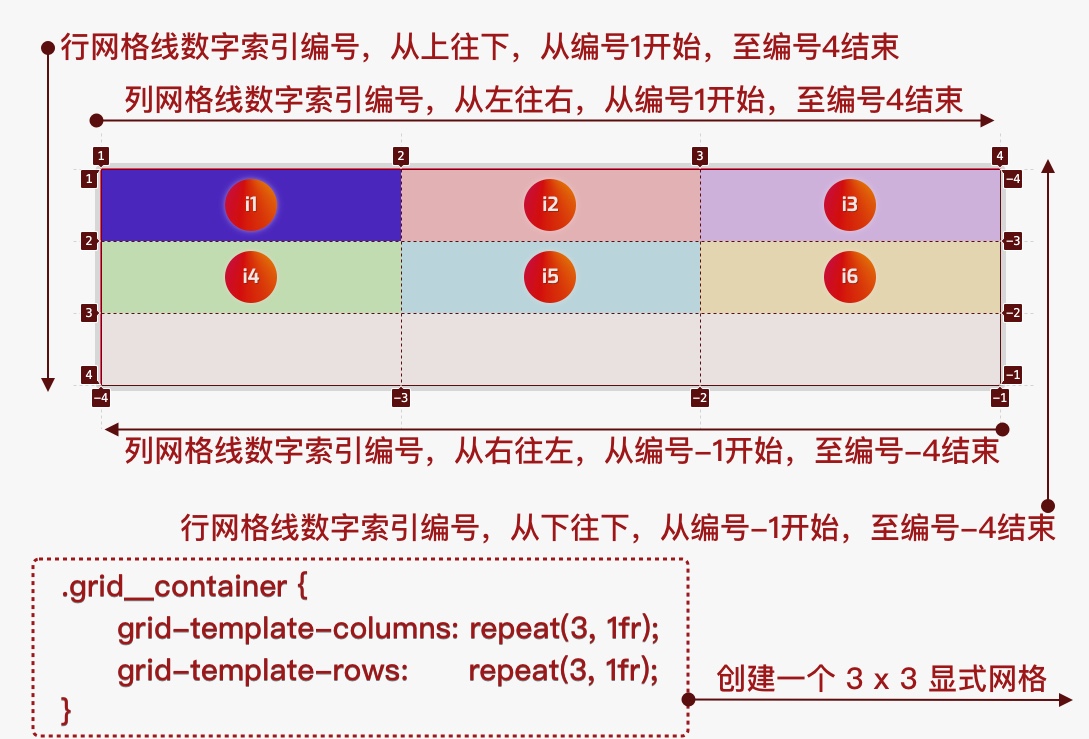 行网格线数字索引编号，从上往下，从编号1开始，至编号4结束
列网格线数字索引编号，从左往右，从编号1开始，至编号4结束
1 2 3 4
1 i1 i2 i3 -4
2 -3
i4 i5 i6
3 -2
4 -1
-4 -3 -2 -1
列网格线数字索引编号，从右往左，从编号-1开始，至编号-4结束
行网格线数字索引编号，从下往下，从编号-1开始，至编号-4结束
.grid__container {
grid-template-columns: repeat(3, 1fr);
grid-template-rows: repeat(3, 1fr);
}
创建一个 3 x 3 显式网格